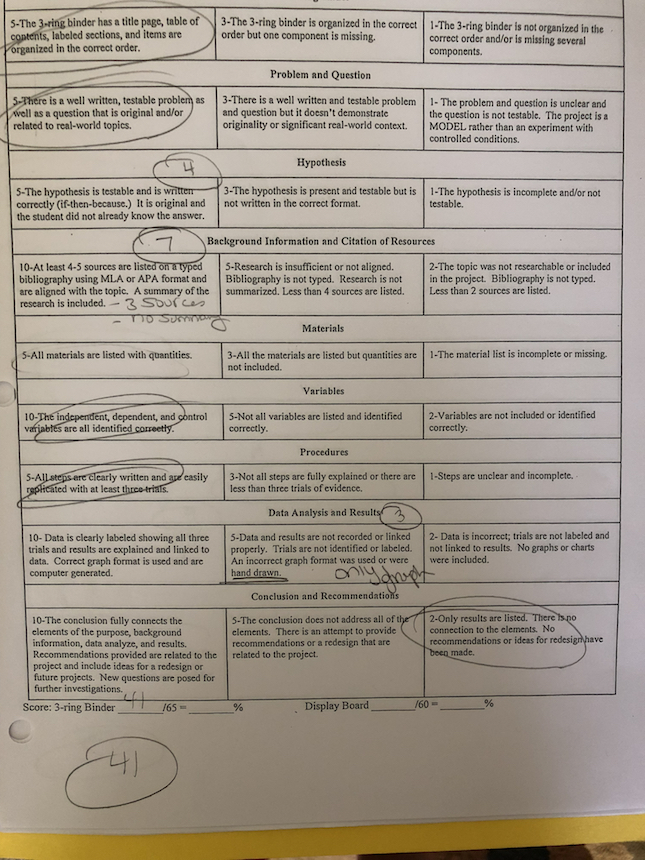 5-The 3-ring binder has a title page, table of
contents, labeled sections, and items are
organized in the correct order.
3-The 3-ring binder is organized in the correct
order but one component is missing.
1-The 3-ring binder is not organized in the
correct order and/or is missing several
components.
Problem and Question
5-There is a well written, testable problem as
well as a question that is original and/or
related to real-world topics.
3-There is a well written and testable problem
and question but it doesn't demonstrate
originality or significant real-world context.
1- The problem and question is unclear and
the question is not testable. The project is a
MODEL rather than an experiment with
controlled conditions.
4
Hypothesis
5-The hypothesis is testable and is written
correctly (if-then-because.) It is original and
the student did not already know the answer.
3-The hypothesis is present and testable but is
not written in the correct format.
1-The hypothesis is incomplete and/or not
testable.
7
Background Information and Citation of Resources
10-At least 4-5 sources are listed on a typed
bibliography using MLA or APA format and
are aligned with the topic. A summary of the
research is included. - 3 Sources
- no Summary
5-Research is insufficient or not aligned.
Bibliography is not typed. Research is not
summarized. Less than 4 sources are listed.
2-The topic was not researchable or included
in the project. Bibliography is not typed.
Less than 2 sources are listed.
Materials
5-All materials are listed with quantities.
3-All the materials are listed but quantities are
not included.
1-The material list is incomplete or missing.
Variables
10-The independent, dependent, and control
variables are all identified correctly.
5-Not all variables are listed and identified
correctly.
2-Variables are not included or identified
correctly.
Procedures
5-All steps are clearly written and are easily
replicated with at least three trials.
3-Not all steps are fully explained or there are
less than three trials of evidence.
1-Steps are unclear and incomplete.
Data Analysis and Results 3
10- Data is clearly labeled showing all three
trials and results are explained and linked to
data. Correct graph format is used and are
computer generated.
5-Data and results are not recorded or linked
properly. Trials are not identified or labeled.
An incorrect graph format was used or were
hand drawn. only graph
2- Data is incorrect; trials are not labeled and
not linked to results. No graphs or charts
were included.
Conclusion and Recommendations
10-The conclusion fully connects the
elements of the purpose, background
information, data analyze, and results.
Recommendations provided are related to the
project and include ideas for a redesign or
future projects. New questions are posed for
further investigations.
5-The conclusion does not address all of the
elements. There is an attempt to provide
recommendations or a redesign that are
related to the project.
2-Only results are listed. There is no
connection to the elements. No
recommendations or ideas for redesign have
been made.
Score: 3-ring Binder 41 /65 = ______% Display Board ______/60 = ______%
41